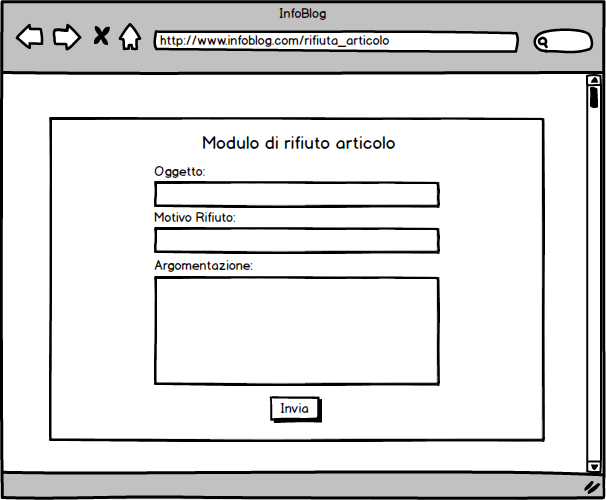 InfoBlog
http://www.infoblog.com/rifiuta_articolo
Modulo di rifiuto articolo
Oggetto:
Motivo Rifiuto:
Argomentazione:
Invia